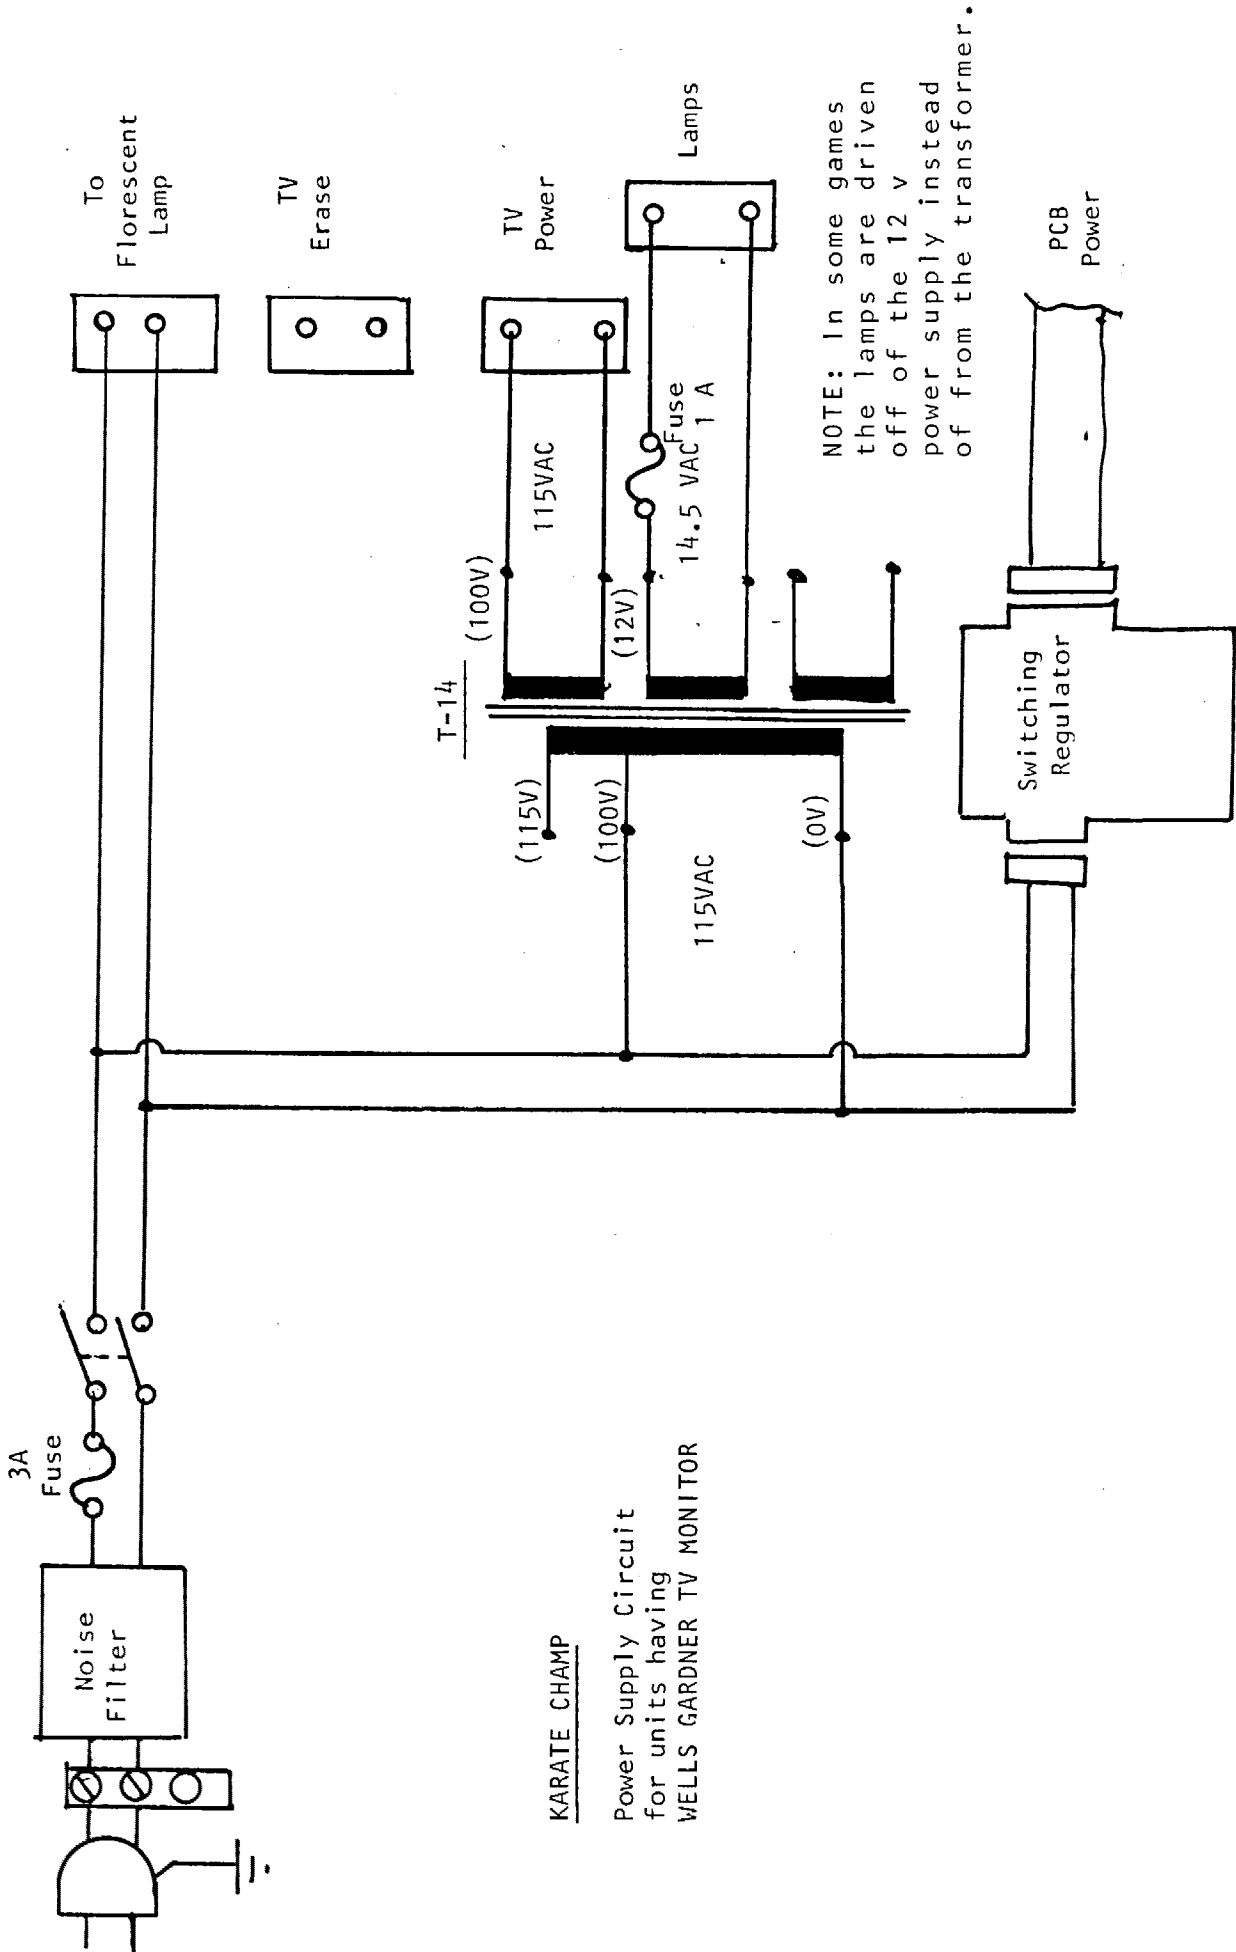 3A
Fuse
Noise
Filter
To
Florescent
Lamp
TV
Erase
TV
Power
Lamps
T-14
(115V)
(100V)
(0V)
115VAC
(100V)
115VAC
(12V)
Fuse
14.5 VAC 1 A
NOTE: In some games
the lamps are driven
off of the 12 v
power supply instead
of from the transformer.
Switching
Regulator
PCB
Power
KARATE CHAMP
Power Supply Circuit
for units having
WELLS GARDNER TV MONITOR